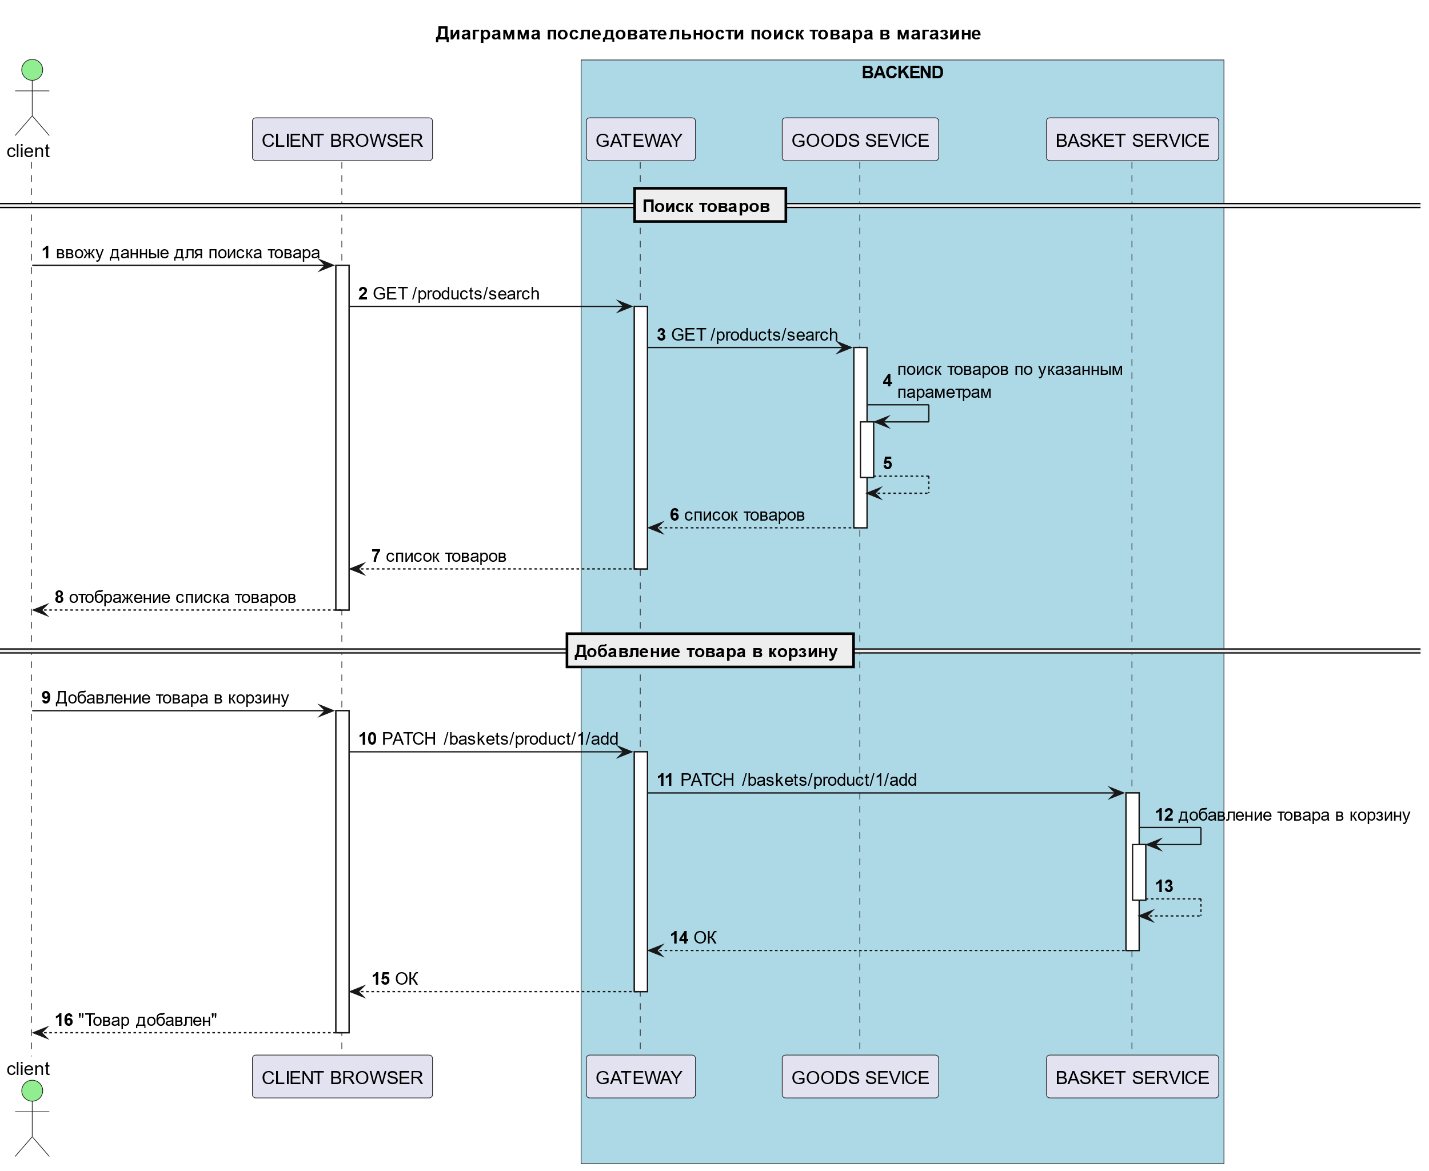 Диаграмма последовательности поиск товара в магазине
BACKEND
client
CLIENT BROWSER
GATEWAY
GOODS SEVICE
BASKET SERVICE
Поиск товаров
1 ввожу данные для поиска товара
2 GET /products/search
3 GET /products/search
4 поиск товаров по указанным
параметрам
5
6 список товаров
7 список товаров
8 отображение списка товаров
Добавление товара в корзину
9 Добавление товара в корзину
10 PATCH /baskets/product/1/add
11 PATCH /baskets/product/1/add
12 добавление товара в корзину
13
14 ОК
15 ОК
16 "Товар добавлен"
client
CLIENT BROWSER
GATEWAY
GOODS SEVICE
BASKET SERVICE